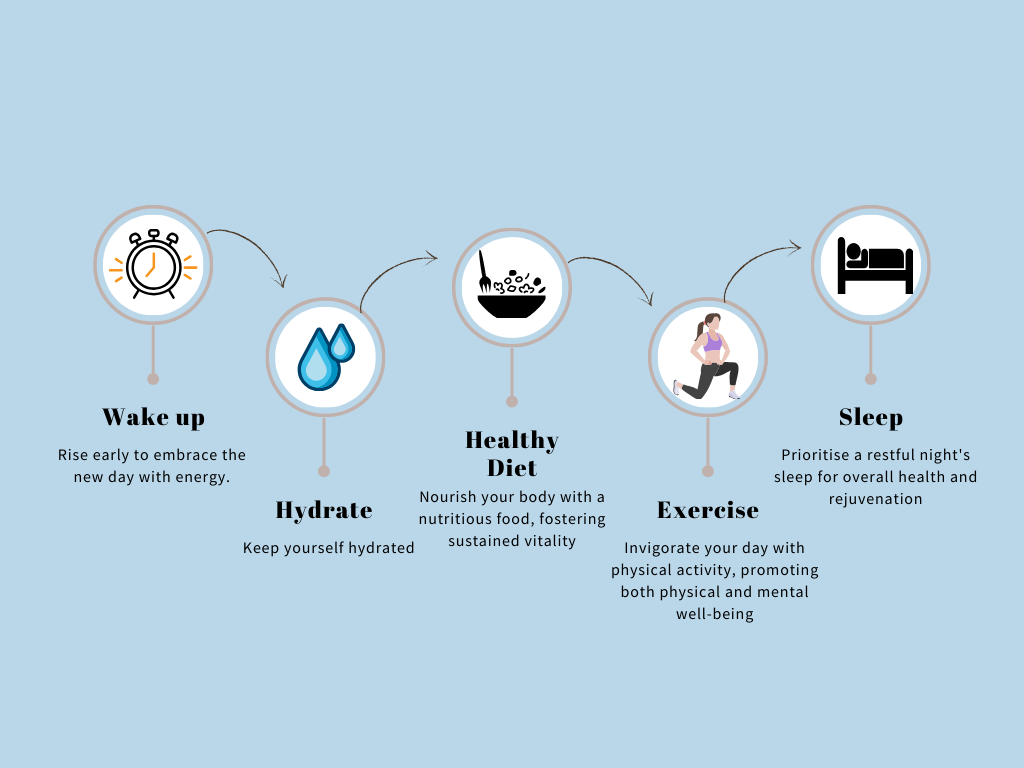 Wake up
Rise early to embrace the
new day with energy.
Hydrate
Keep yourself hydrated
Healthy
Diet
Nourish your body with a
nutritious food, fostering
sustained vitality
Exercise
Invigorate your day with
physical activity, promoting
both physical and mental
well-being
Sleep
Prioritise a restful night's
sleep for overall health and
rejuvenation